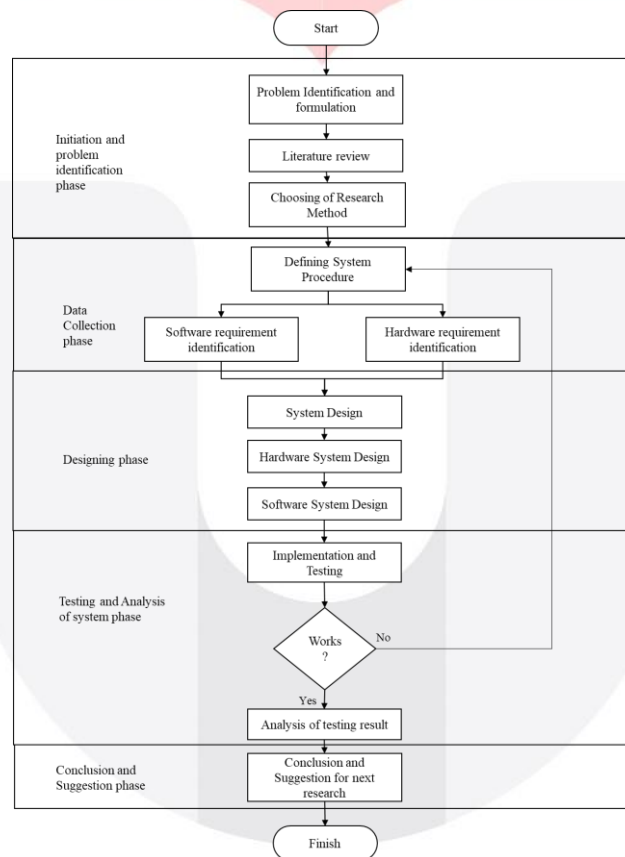 Start
Problem Identification and
formulation
Initiation and
problem
identification
phase
Literature review
Choosing of Research
Method
Defining System
Procedure
Data
Collection
phase
Software requirement
identification
Hardware requirement
identification
System Design
Designing phase
Hardware System Design
Software System Design
Implementation and
Testing
Testing and Analysis
of system phase
Works
?
No
Yes
Analysis of testing result
Conclusion and
Suggestion phase
Conclusion and
Suggestion for next
research
Finish